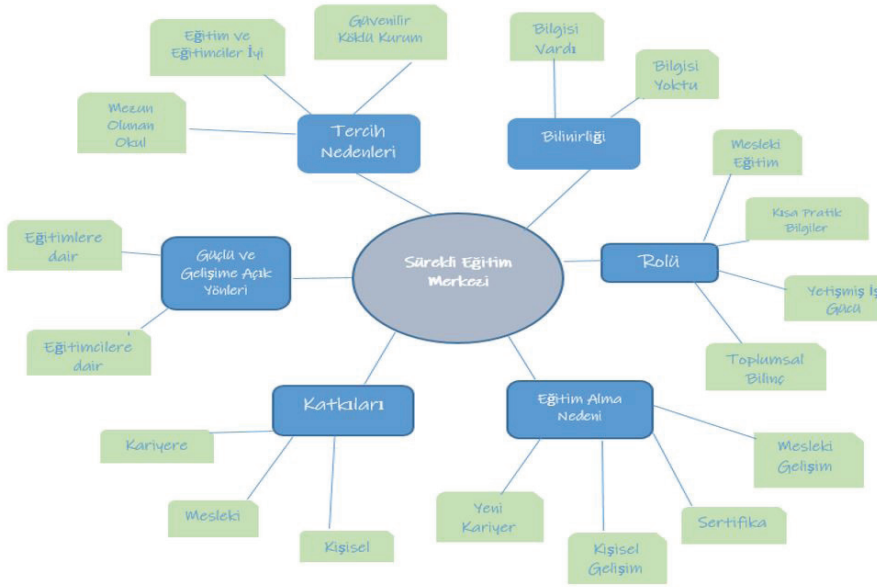 Eğitim ve
Eğitimciler İyi
Güvenilir
Köklü Kurum
Bilgisi
Vardı
Bilgisi
Yoktu
Mezun
Olunan
Okul
Tercih
Nedenleri
Bilinirliği
Mesleki
Eğitim
Kısa Pratik
Bilgiler
Eğitimlere
dair
Güçlü ve
Gelişime Açık
Yönleri
Sürekli Eğitim
Merkezi
Rolü
Yetişmiş İş
Gücü
Eğitimcilere
dair
Toplumsal
Bilinç
Katkıları
Eğitim Alma
Nedeni
Kariyere
Mesleki
Gelişim
Mesleki
Yeni
Kariyer
Sertifika
Kişisel
Kişisel
Gelişim